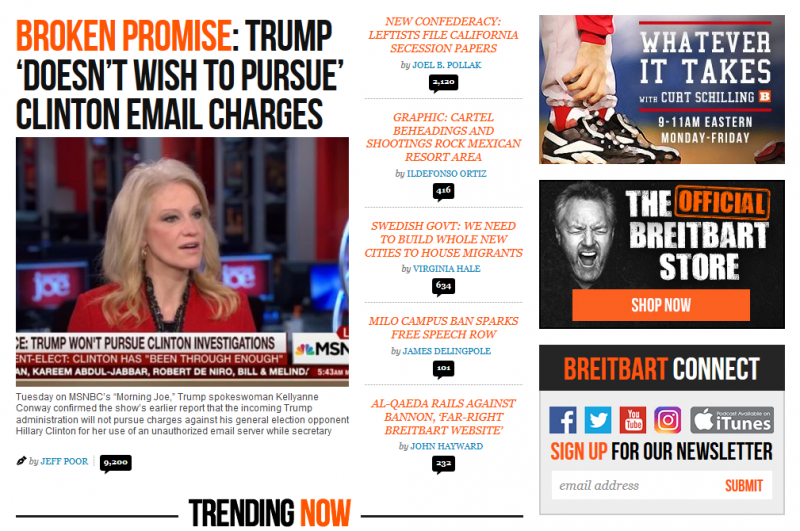 BROKEN PROMISE: TRUMP
‘DOESN’T WISH TO PURSUE’
CLINTON EMAIL CHARGES
joe
joe
L
CE: TRUMP WON'T PURSUE CLINTON INVESTIGATIONS
MSN
ENT-ELECT: CLINTON HAS "BEEN THROUGH ENOUGH"
AN, KAREEM ABDUL-JABBAR, ROBERT DE NIRO, BILL & MELINDA
5:43AM
Tuesday on MSNBC's “Morning Joe,” Trump spokeswoman Kellyanne
Conway confirmed the show's earlier report that the incoming Trump
administration will not pursue charges against his general election opponent
Hillary Clinton for her use of an unauthorized email server while secretary
by JEFF POOR
9,200
NEW CONFEDERACY:
LEFTISTS FILE CALIFORNIA
SECESSION PAPERS
by JOEL B. POLLAK
2,120
GRAPHIC: CARTEL
BEHEADINGS AND
SHOOTINGS ROCK MEXICAN
RESORT AREA
by ILDEFONSO ORTIZ
416
SWEDISH GOVT: WE NEED
TO BUILD WHOLE NEW
CITIES TO HOUSE MIGRANTS
by VIRGINIA HALE
634
MILO CAMPUS BAN SPARKS
FREE SPEECH ROW
by JAMES DELINGPOLE
101
AL-QAEDA RAILS AGAINST
BANNON, ‘FAR-RIGHT
BREITBART WEBSITE’
by JOHN HAYWARD
232
WHATEVER
IT TAKES
WITH CURT SCHILLING B
9-11AM EASTERN
MONDAY-FRIDAY
THE OFFICIAL
BREITBART
STORE
SHOP NOW
BREITBART CONNECT
You
Tube
Podcast Available on
iTunes
SIGN UP FOR OUR NEWSLETTER
email address
SUBMIT
TRENDING NOW